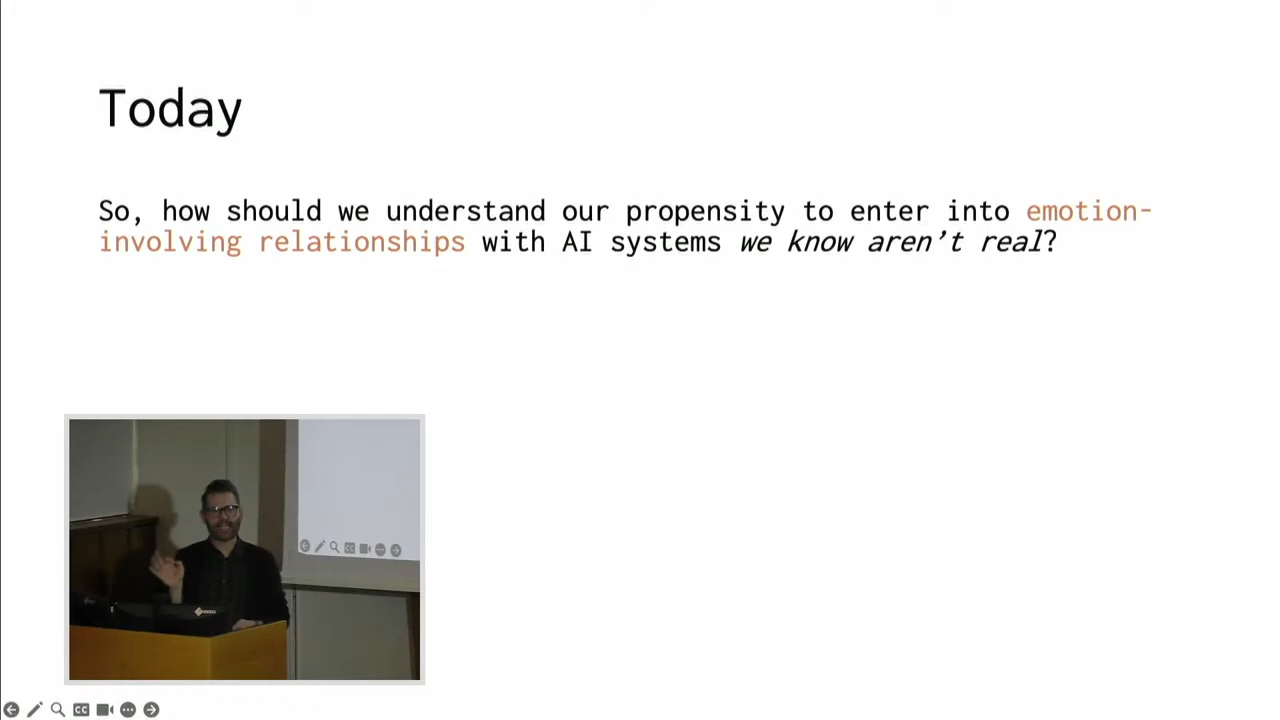 Today
So, how should we understand our propensity to enter into emotion-
involving relationships with AI systems we know aren’t real?
CC